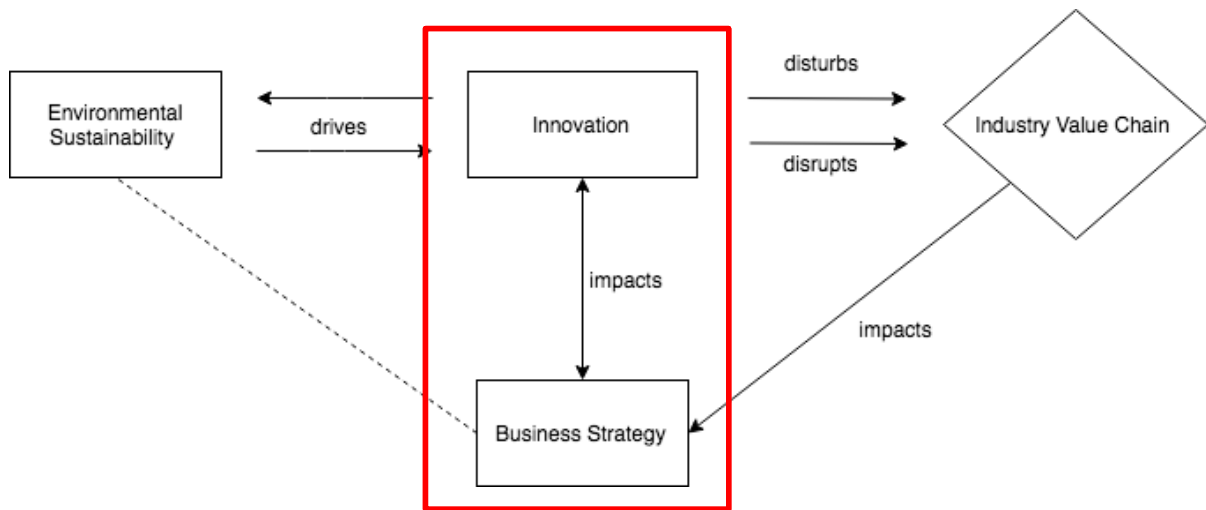 disturbs
Environmental
Sustainability
drives
Innovation
Industry Value Chain
disrupts
impacts
impacts
Business Strategy